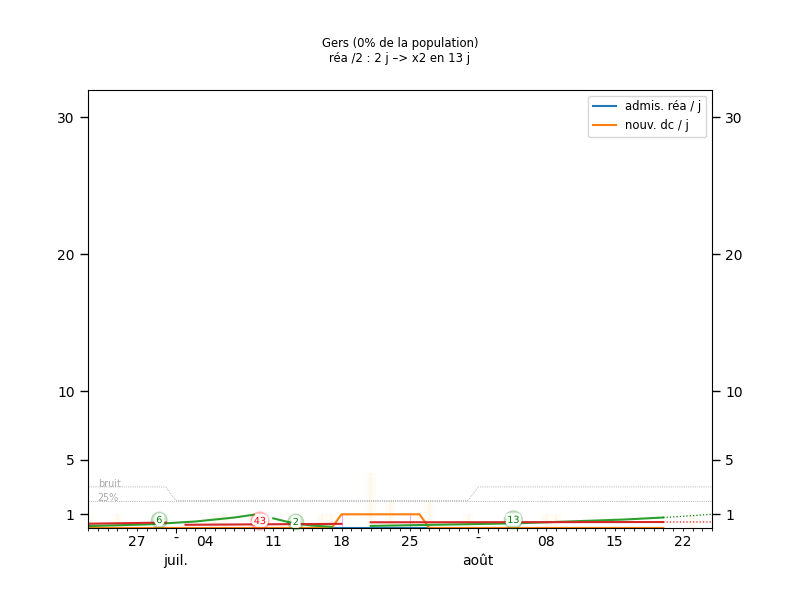 Gers (0% de la population)
réa /2 : 2 j –> x2 en 13 j
admis. réa / j
nouv. dc / j
30 30
20 20
10 10
5 5
bruit
25%
1 6 43 2 13 1
27 - 04 11 18 25 - 08 15 22
juil. août